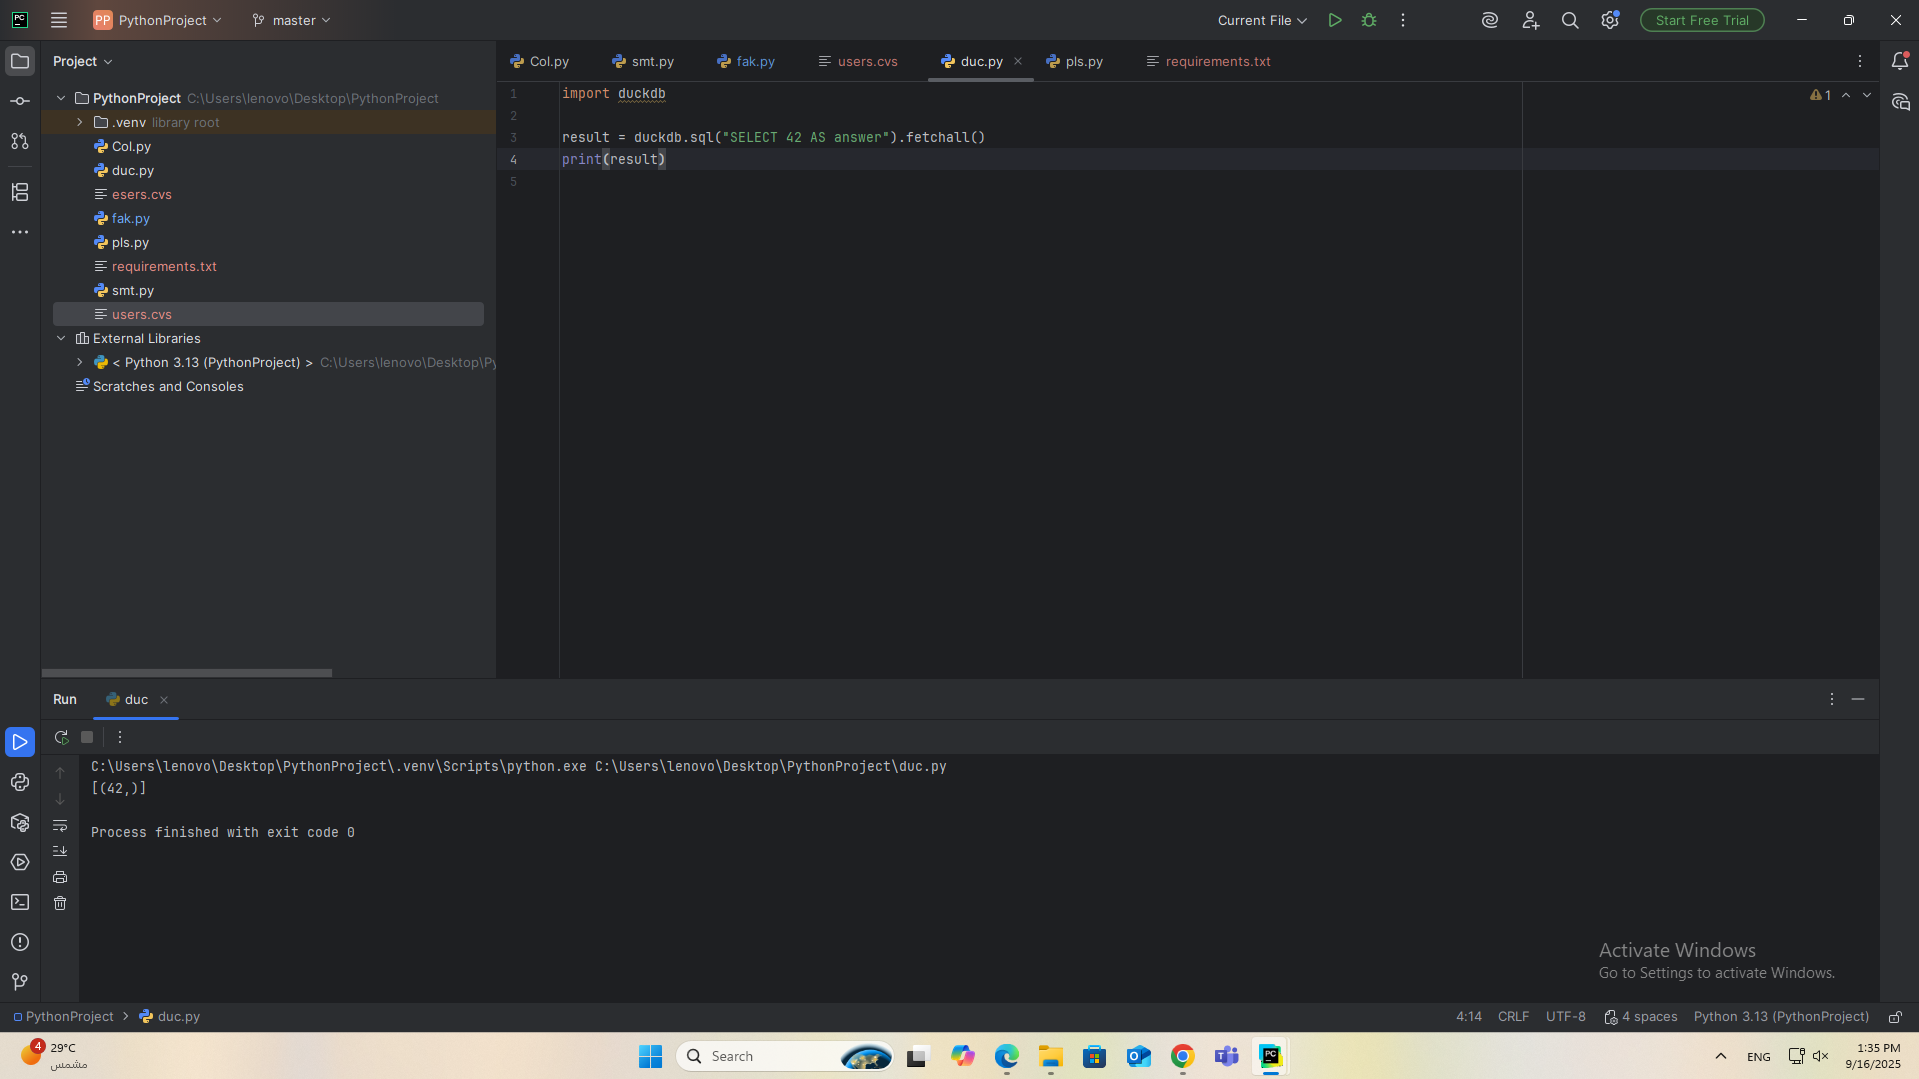 PC
PP PythonProject
master
Current File
Start Free Trial
Project
Col.py
smt.py
fak.py
users.cvs
duc.py
pls.py
requirements.txt
PythonProject C:\Users\lenovo\Desktop\PythonProject
.venv library root
Col.py
duc.py
esers.cvs
fak.py
pls.py
requirements.txt
smt.py
users.cvs
External Libraries
< Python 3.13 (PythonProject) > C:\Users\lenovo\Desktop\Py
Scratches and Consoles
1 import duckdb
2
3 result = duckdb.sql("SELECT 42 AS answer").fetchall()
4 print(result)
5
1
Run
duc
C:\Users\lenovo\Desktop\PythonProject\.venv\Scripts\python.exe C:\Users\lenovo\Desktop\PythonProject\duc.py
[(42,)]
Process finished with exit code 0
Activate Windows
Go to Settings to activate Windows.
PythonProject > duc.py
4:14 CRLF UTF-8 4 spaces Python 3.13 (PythonProject)
4
29°C
مشمس
Search
PC
ENG
1:35 PM
9/16/2025